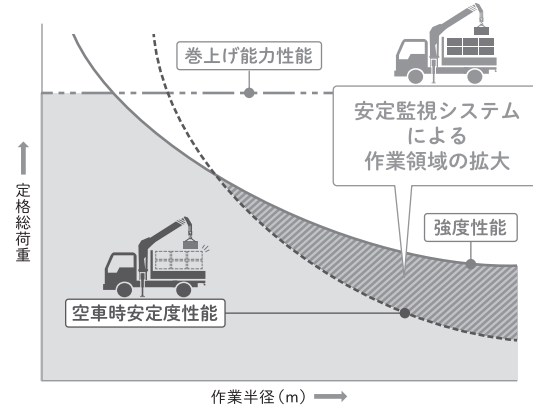 巻上げ能力性能
安定監視システム
による
作業領域の拡大
強度性能
定格総荷重
空車時安定度性能
作業半径（m）